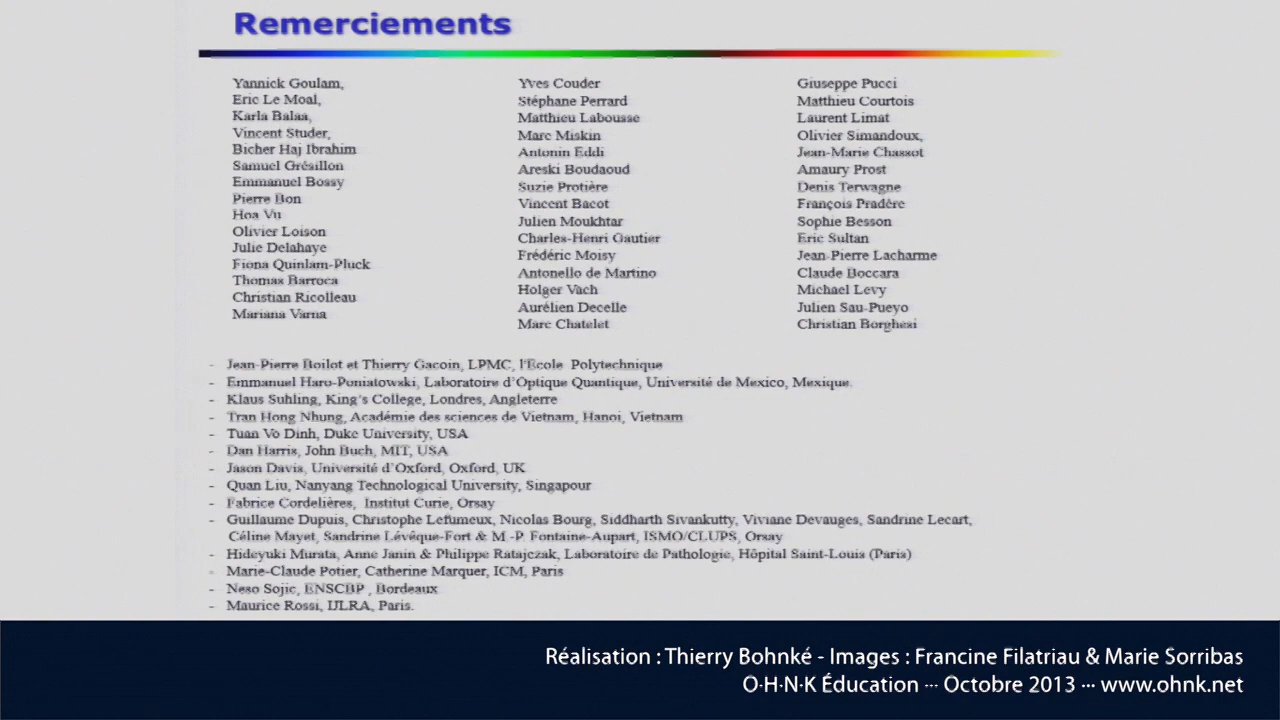 Remerciements
Yannick Goulam,
Eric Le Moal,
Karla Balaa,
Vincent Studer,
Bicher Haj Ibrahim
Samuel Grésillon
Emmanuel Bossy
Pierre Bon
Hoa Vu
Olivier Loison
Julie Delahaye
Fiona Quinlam-Pluck
Thomas Barroca
Christian Ricolleau
Mariana Varna
Yves Couder
Stéphane Perrard
Matthieu Labousse
Marc Miskin
Antonin Eddi
Areski Boudaoud
Suzie Protière
Vincent Bacot
Julien Moukhtar
Charles-Henri Gautier
Frédéric Moisy
Antonello de Martino
Holger Vach
Aurélien Decelle
Marc Chatelet
Giuseppe Pucci
Matthieu Courtois
Laurent Limat
Olivier Simandoux,
Jean-Marie Chassot
Amaury Prost
Denis Terwagne
François Pradère
Sophie Besson
Eric Sultan
Jean-Pierre Lacharme
Claude Boccara
Michael Levy
Julien Sau-Pueyo
Christian Borghesi
- Jean-Pierre Boilot et Thierry Gacoin, LPMC, l'Ecole Polytechnique
- Emmanuel Haro-Poniatowski, Laboratoire d'Optique Quantique, Université de Mexico, Mexique.
- Klaus Suhling, King's College, Londres, Angleterre
- Tran Hong Nhung, Académie des sciences de Vietnam, Hanoi, Vietnam
- Tuan Vo Dinh, Duke University, USA
- Dan Harris, John Buch, MIT, USA
- Jason Davis, Université d'Oxford, Oxford, UK
- Quan Liu, Nanyang Technological University, Singapour
- Fabrice Cordelières, Institut Curie, Orsay
- Guillaume Dupuis, Christophe Lefumeux, Nicolas Bourg, Siddharth Sivankutty, Viviane Devauges, Sandrine Lecart,
Céline Mayet, Sandrine Lévêque-Fort & M.-P. Fontaine-Aupart, ISMO/CLUPS, Orsay
- Hideyuki Murata, Anne Janin & Philippe Ratajczak, Laboratoire de Pathologie, Hôpital Saint-Louis (Paris)
- Marie-Claude Potier, Catherine Marquer, ICM, Paris
- Neso Sojic, ENSCBP , Bordeaux
- Maurice Rossi, IJLRA, Paris.
Réalisation : Thierry Bohnké - Images : Francine Filatriau & Marie Sorribas
O·H·N·K Éducation ··· Octobre 2013 ··· www.ohnk.net